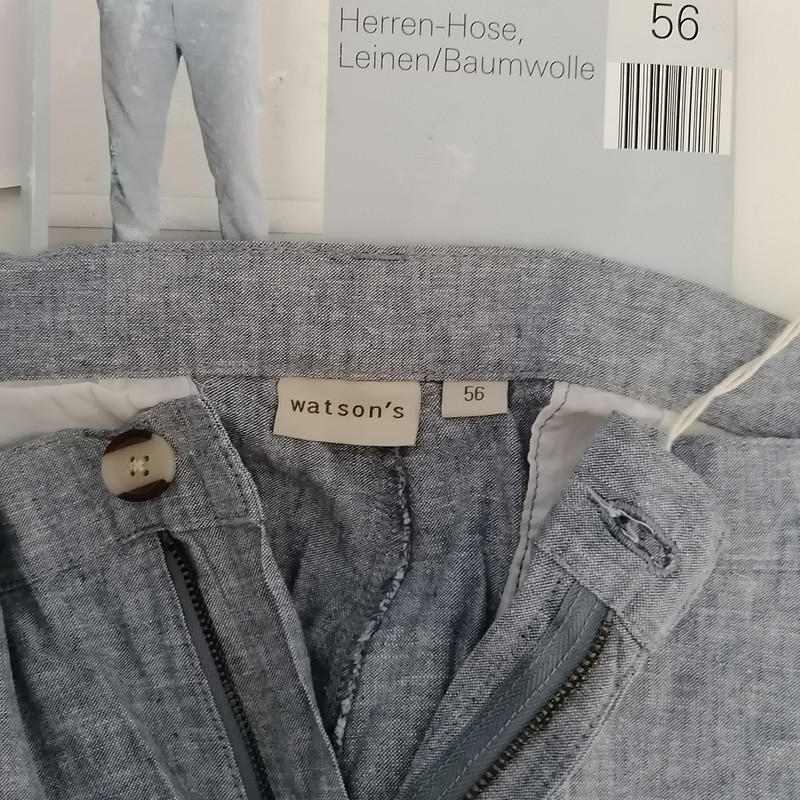 Herren-Hose,
Leinen/Baumwolle
56
watson's
56